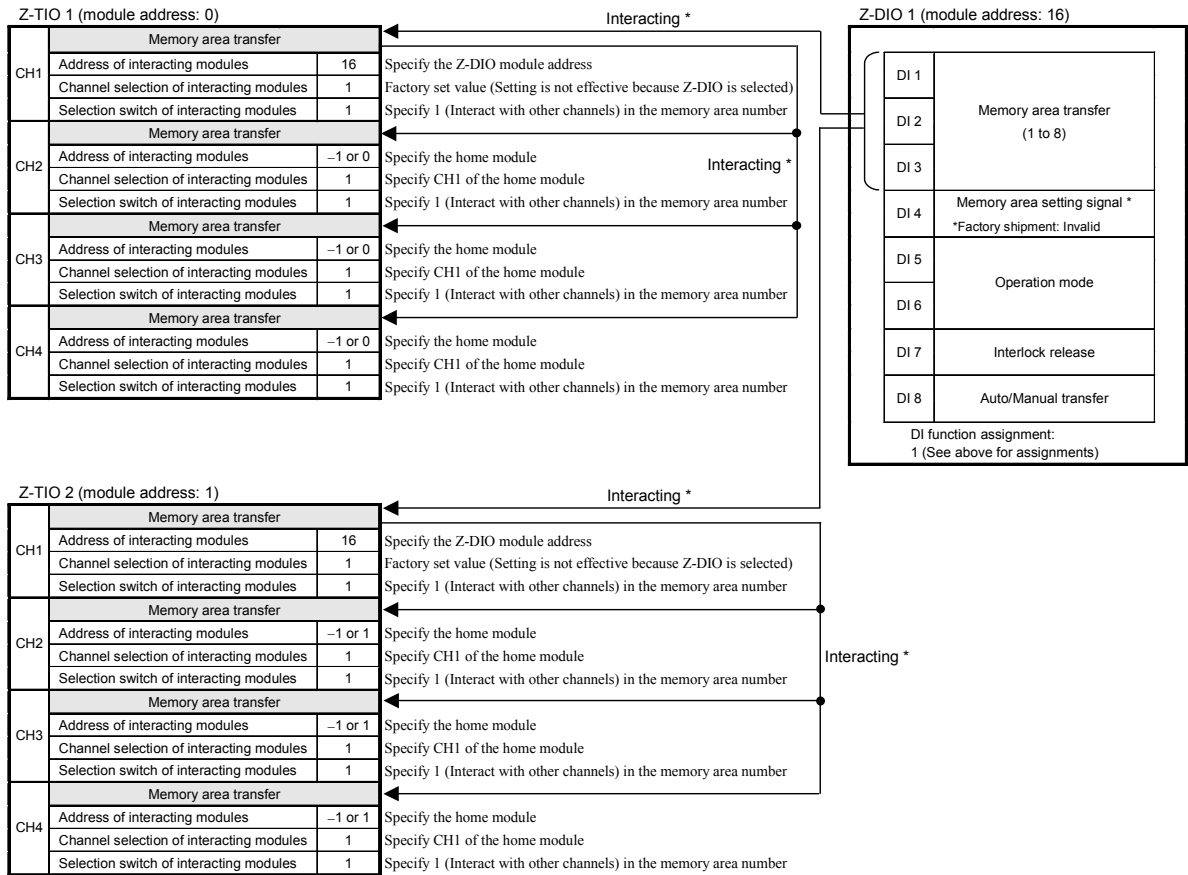 Z-TIO 1 (module address: 0)
Interacting *
Z-DIO 1 (module address: 16)
Memory area transfer
CH1
Address of interacting modules 16 Specify the Z-DIO module address
Channel selection of interacting modules 1 Factory set value (Setting is not effective because Z-DIO is selected)
Selection switch of interacting modules 1 Specify 1 (Interact with other channels) in the memory area number
Memory area transfer
CH2
Address of interacting modules −1 or 0 Specify the home module
Interacting *
Channel selection of interacting modules 1 Specify CH1 of the home module
Selection switch of interacting modules 1 Specify 1 (Interact with other channels) in the memory area number
Memory area transfer
CH3
Address of interacting modules −1 or 0 Specify the home module
Channel selection of interacting modules 1 Specify CH1 of the home module
Selection switch of interacting modules 1 Specify 1 (Interact with other channels) in the memory area number
Memory area transfer
CH4
Address of interacting modules −1 or 0 Specify the home module
Channel selection of interacting modules 1 Specify CH1 of the home module
Selection switch of interacting modules 1 Specify 1 (Interact with other channels) in the memory area number
DI 1
DI 2
DI 3
Memory area transfer
(1 to 8)
DI 4
Memory area setting signal *
*Factory shipment: Invalid
DI 5
DI 6
Operation mode
DI 7 Interlock release
DI 8 Auto/Manual transfer
DI function assignment:
1 (See above for assignments)
Z-TIO 2 (module address: 1)
Interacting *
Memory area transfer
CH1
Address of interacting modules 16 Specify the Z-DIO module address
Channel selection of interacting modules 1 Factory set value (Setting is not effective because Z-DIO is selected)
Selection switch of interacting modules 1 Specify 1 (Interact with other channels) in the memory area number
Memory area transfer
CH2
Address of interacting modules −1 or 1 Specify the home module
Channel selection of interacting modules 1 Specify CH1 of the home module
Interacting *
Selection switch of interacting modules 1 Specify 1 (Interact with other channels) in the memory area number
Memory area transfer
CH3
Address of interacting modules −1 or 1 Specify the home module
Channel selection of interacting modules 1 Specify CH1 of the home module
Selection switch of interacting modules 1 Specify 1 (Interact with other channels) in the memory area number
Memory area transfer
CH4
Address of interacting modules −1 or 1 Specify the home module
Channel selection of interacting modules 1 Specify CH1 of the home module
Selection switch of interacting modules 1 Specify 1 (Interact with other channels) in the memory area number